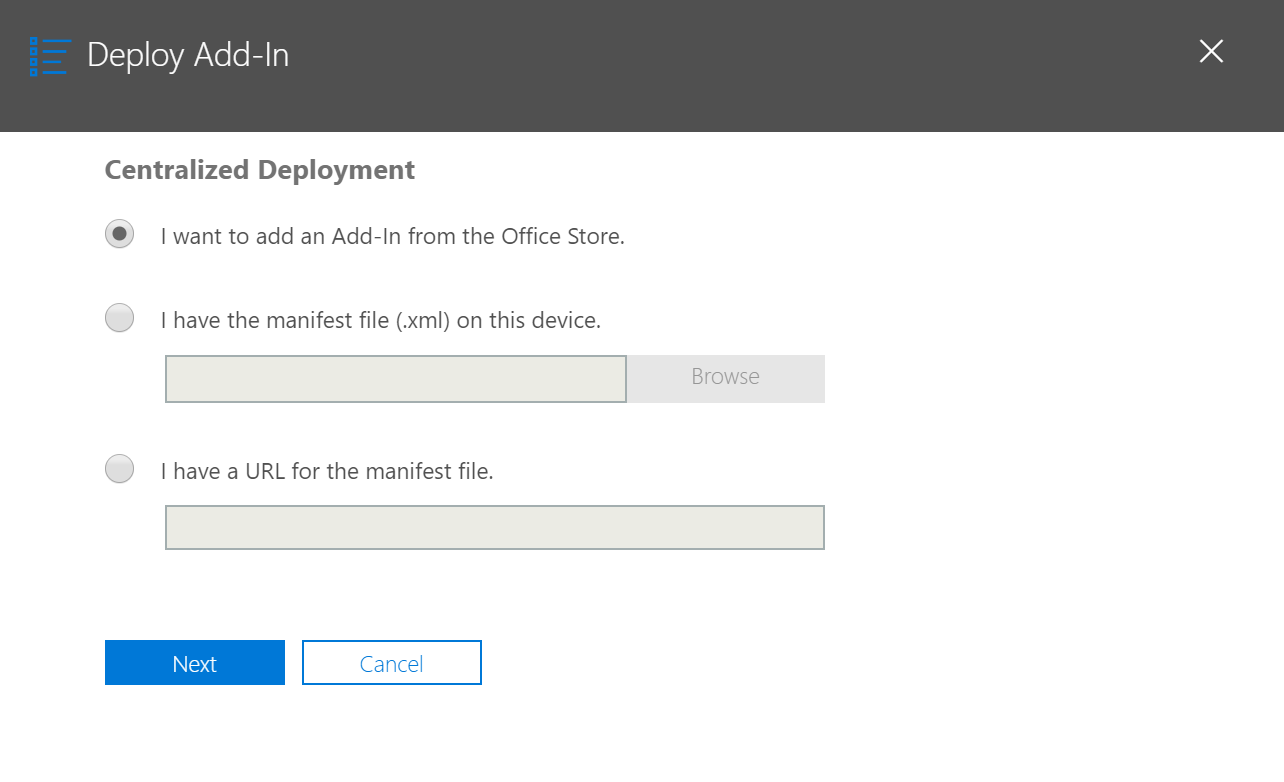 Deploy Add-In
Centralized Deployment
I want to add an Add-In from the Office Store.
I have the manifest file (.xml) on this device.
Browse
I have a URL for the manifest file.
Next
Cancel